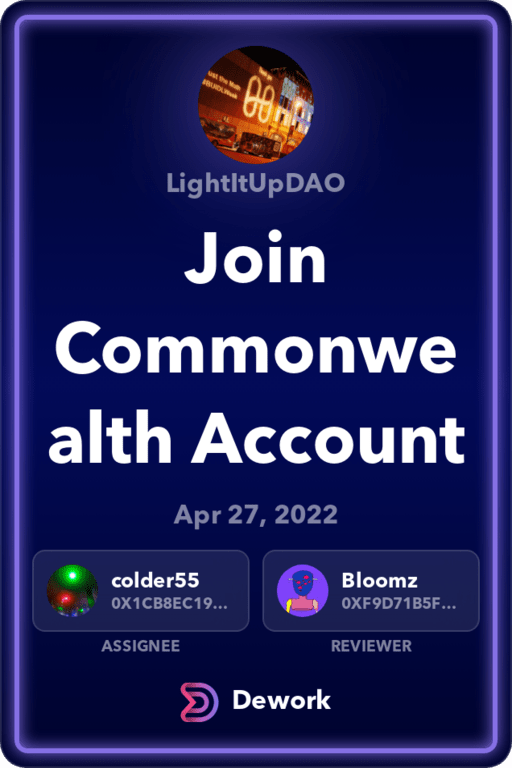 LightItUpDAO
Join
Commonwe
alth Account
Apr 27, 2022
colder55
0X1CB8EC19...
Bloomz
0XF9D71B5F...
ASSIGNEE
REVIEWER
Dework